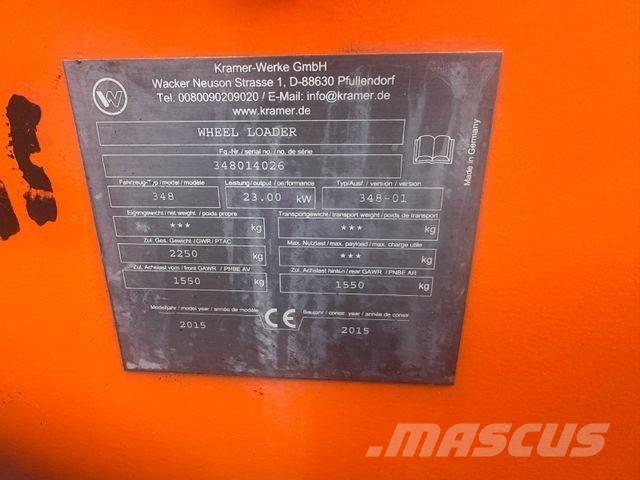 Kramer-Werke GmbH
Wacker Neuson Strasse 1, D-88630 Pfullendorf
Tel. 0080090209020 / E-Mail: info@kramer.de
www.kramer.de
WHEEL LOADER
Fg.-Nr./ serial no./ no. de série
348014026
Fahrzeug-Typ / model / modèle
Leistung / output / performance
Typ/Ausf. / version / version
348
23.00 kW
348-01
Eigengewicht / net weight / poids propre
Transportgewicht / transport weight / poids de transport
*** kg
*** kg
Zul. Ges. Gewicht / GWR / PTAC
Max. Nutzlast / max. payload / max. charge utile
2250 kg
*** kg
Zul. Achslast vorn / front GAWR / PNBE AV
Zul. Achslast hinten / rear GAWR / PNBE AR
1550 kg
1550 kg
Modelljahr / model year / année de modèle
Baujahr / constr. year / année de constr.
2015
CE
2015
Made in Germany
MASCUS